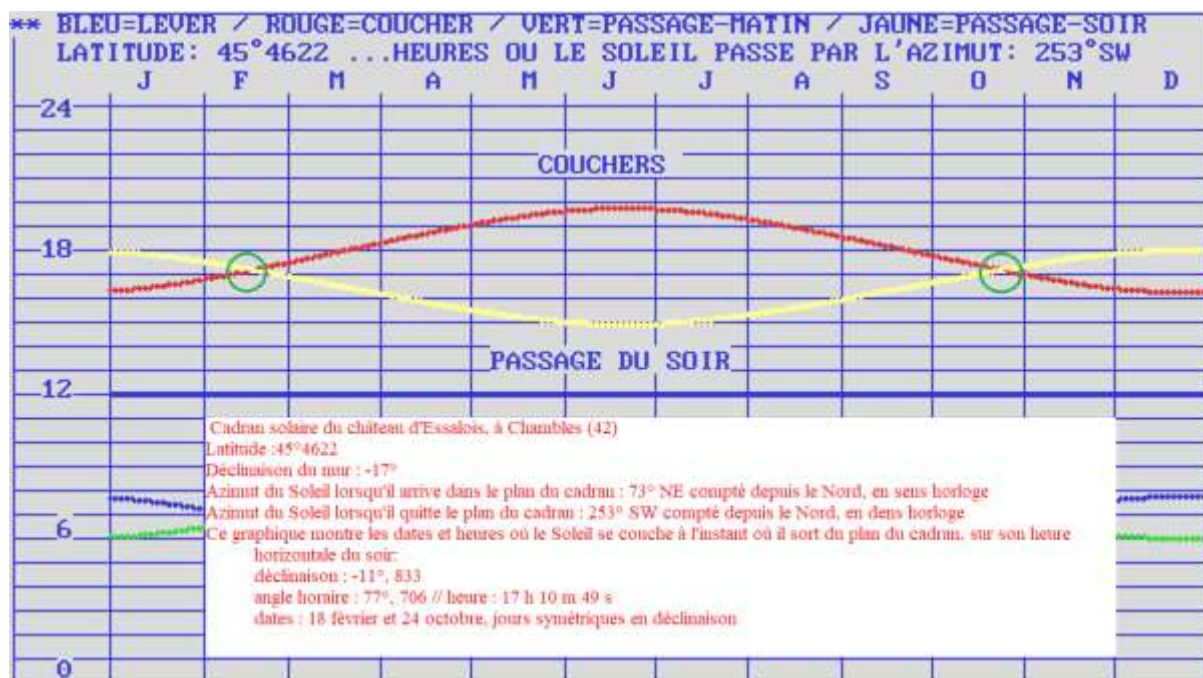 ** BLEU=LEVER / ROUGE=COUCHER / VERT=PASSAGE-MATIN / JAUNE=PASSAGE-SOIR
LATITUDE: 45°4622 ...HEURES OU LE SOLEIL PASSE PAR L'AZIMUT: 253°SW
J F M A M J J A S O N D
24
COUCHERS
18
PASSAGE DU SOIR
12
Cadran solaire du château d'Essalois, à Chambles (42)
Latitude :45°4622
Déclinaison du mur : -17°
Azimut du Soleil lorsqu'il arrive dans le plan du cadran : 73° NE compté depuis le Nord, en sens horloge
Azimut du Soleil lorsqu'il quitte le plan du cadran : 253° SW compté depuis le Nord, en dens horloge
6
Ce graphique montre les dates et heures où le Soleil se couche à l'instant où il sort du plan du cadran, sur son heure
horizontale du soir:
déclinaison : -11°, 833
angle horaire : 77°, 706 // heure : 17 h 10 m 49 s
dates : 18 février et 24 octobre, jours symétriques en déclinaison
0